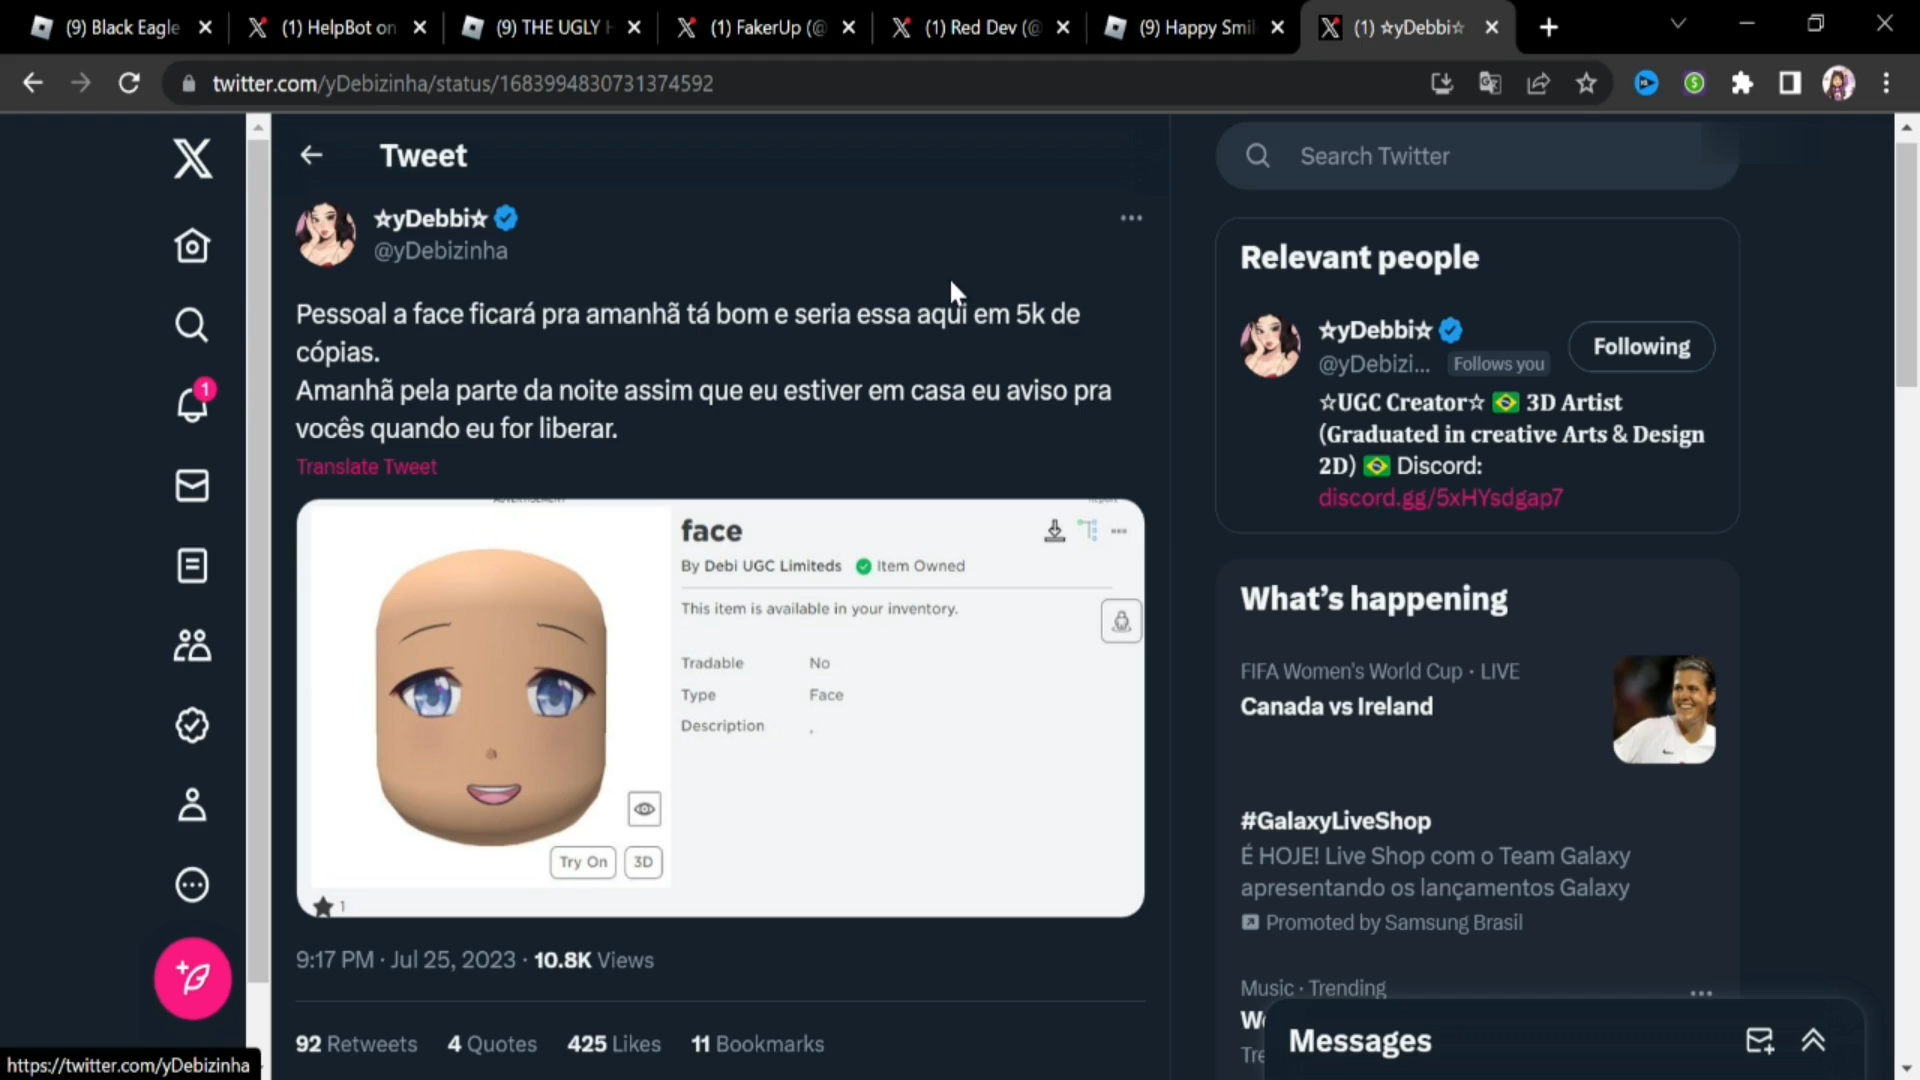 (9) Black Eagle
(1) HelpBot on
(9) THE UGLY H
(1) FakerUp (@
(1) Red Dev (@
(9) Happy Smil
(1) ☆yDebbi☆
twitter.com/yDebizinha/status/1683994830731374592
Tweet
☆yDebbi☆
@yDebizinha
Pessoal a face ficará pra amanhã tá bom e seria essa aqui em 5k de
cópias.
Amanhã pela parte da noite assim que eu estiver em casa eu aviso pra
vocês quando eu for liberar.
Translate Tweet
face
By Debi UGC Limiteds Item Owned
This item is available in your inventory.
Tradable No
Type Face
Description ,
Try On 3D
1
9:17 PM · Jul 25, 2023 · 10.8K Views
92 Retweets 4 Quotes 425 Likes 11 Bookmarks
1
Search Twitter
Relevant people
☆yDebbi☆
Following
@yDebizi... Follows you
☆UGC Creator☆ 🇧🇷 3D Artist
(Graduated in creative Arts & Design
2D) 🇧🇷 Discord:
discord.gg/5xHYsdgap7
What's happening
FIFA Women's World Cup · LIVE
Canada vs Ireland
#GalaxyLiveShop
É HOJE! Live Shop com o Team Galaxy
apresentando os lançamentos Galaxy
Promoted by Samsung Brasil
Music · Trending
Messages
https://twitter.com/yDebizinha